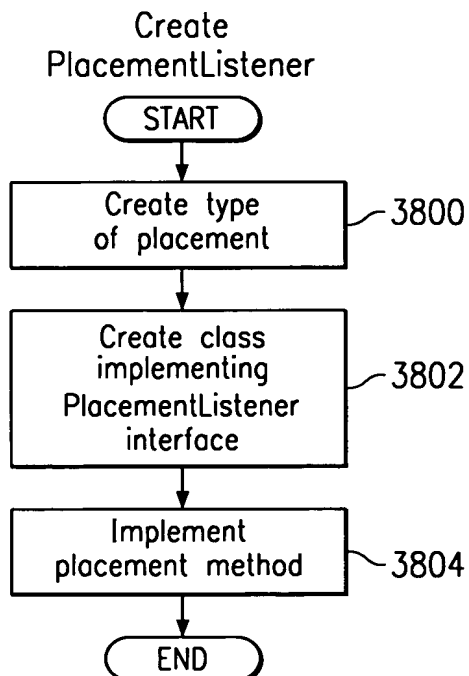 Create
PlacementListener
START
Create type
of placement
3800
Create class
implementing
PlacementListener
interface
3802
Implement
placement method
3804
END